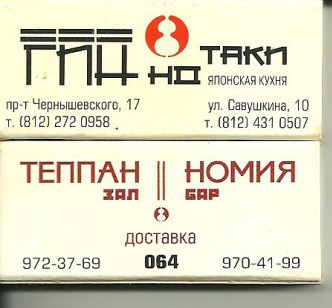 ГИН НО ТАКИ
ЯПОНСКАЯ КУХНЯ
пр-т Чернышевского, 17 ул. Савушкина, 10
т. (812) 272 0958 т. (812) 431 0507
ТЕППАН НОМИЯ
ЗАЛ БАР
доставка
972-37-69 064 970-41-99